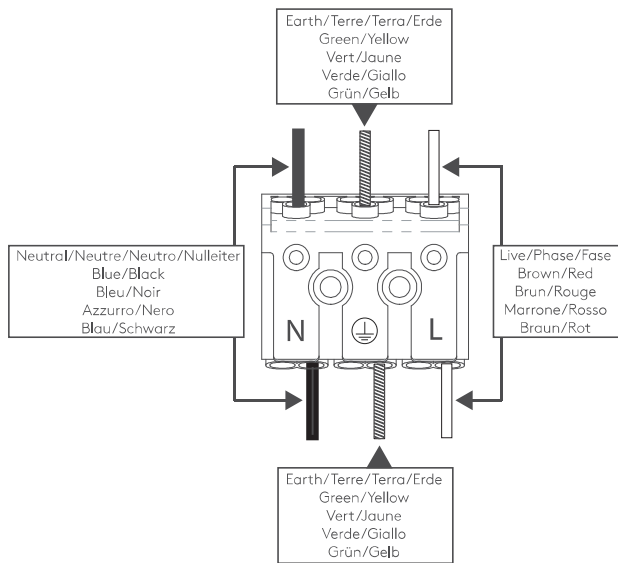 Earth/Terre/Terra/Erde
Green/Yellow
Vert/Jaune
Verde/Giallo
Grün/Gelb
Neutral/Neutre/Neutro/Nulleiter
Blue/Black
Bleu/Noir
Azzurro/Nero
Blau/Schwarz
Live/Phase/Fase
Brown/Red
Brun/Rouge
Marrone/Rosso
Braun/Rot
N
L
Earth/Terre/Terra/Erde
Green/Yellow
Vert/Jaune
Verde/Giallo
Grün/Gelb